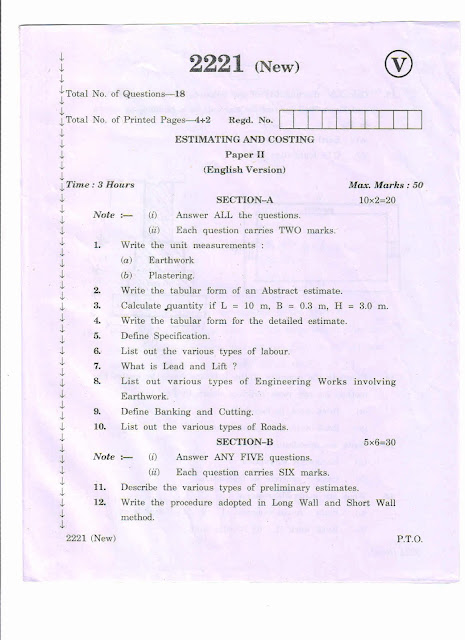 2221 (New)
V
Total No. of Questions—18
Total No. of Printed Pages—4+2 Regd. No.
ESTIMATING AND COSTING
Paper II
(English Version)
Time : 3 Hours Max. Marks : 50
SECTION–A 10×2=20
Note :— (i) Answer ALL the questions.
(ii) Each question carries TWO marks.
1. Write the unit measurements :
(a) Earthwork
(b) Plastering.
2. Write the tabular form of an Abstract estimate.
3. Calculate quantity if L = 10 m, B = 0.3 m, H = 3.0 m.
4. Write the tabular form for the detailed estimate.
5. Define Specification.
6. List out the various types of labour.
7. What is Lead and Lift ?
8. List out various types of Engineering Works involving
Earthwork.
9. Define Banking and Cutting.
10. List out the various types of Roads.
SECTION–B 5×6=30
Note :— (i) Answer ANY FIVE questions.
(ii) Each question carries SIX marks.
11. Describe the various types of preliminary estimates.
12. Write the procedure adopted in Long Wall and Short Wall
method.
2221 (New) P.T.O.